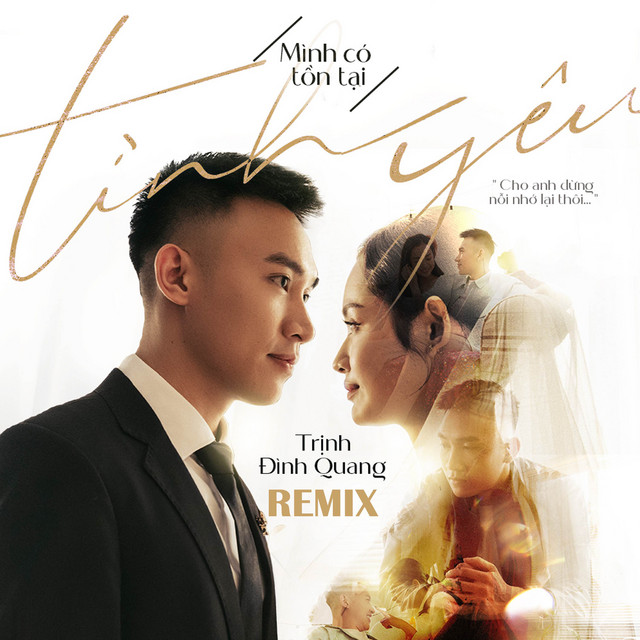 Mình có
tồn tại
tình yêu
" Cho anh dừng
nỗi nhớ lại thôi... "
Trịnh
Đình Quang
REMIX